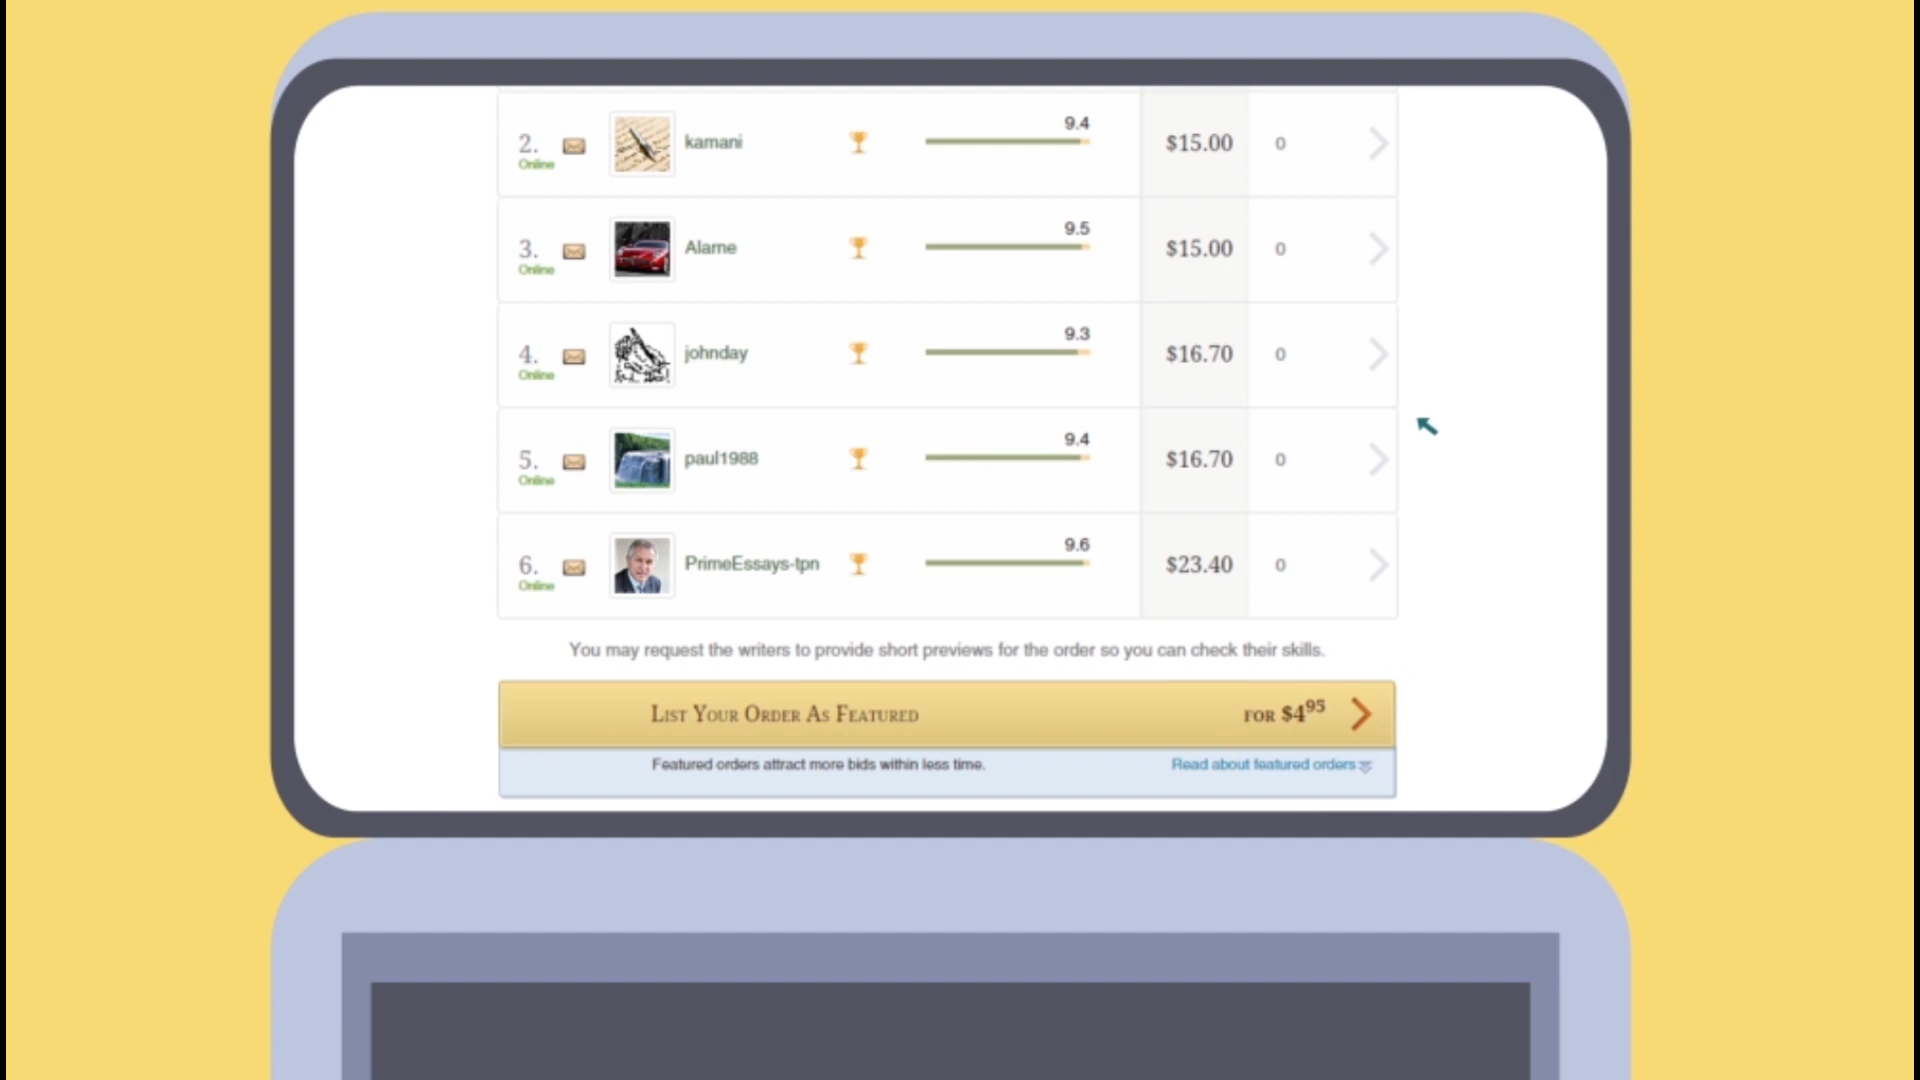 2. kamani 9.4 $15.00 0
Online
3. Alame 9.5 $15.00 0
Online
4. johnday 9.3 $16.70 0
Online
5. paul1988 9.4 $16.70 0
Online
6. PrimeEssays-tpn 9.6 $23.40 0
Online
You may request the writers to provide short previews for the order so you can check their skills.
List Your Order As Featured for $4 95
Featured orders attract more bids within less time. Read about featured orders